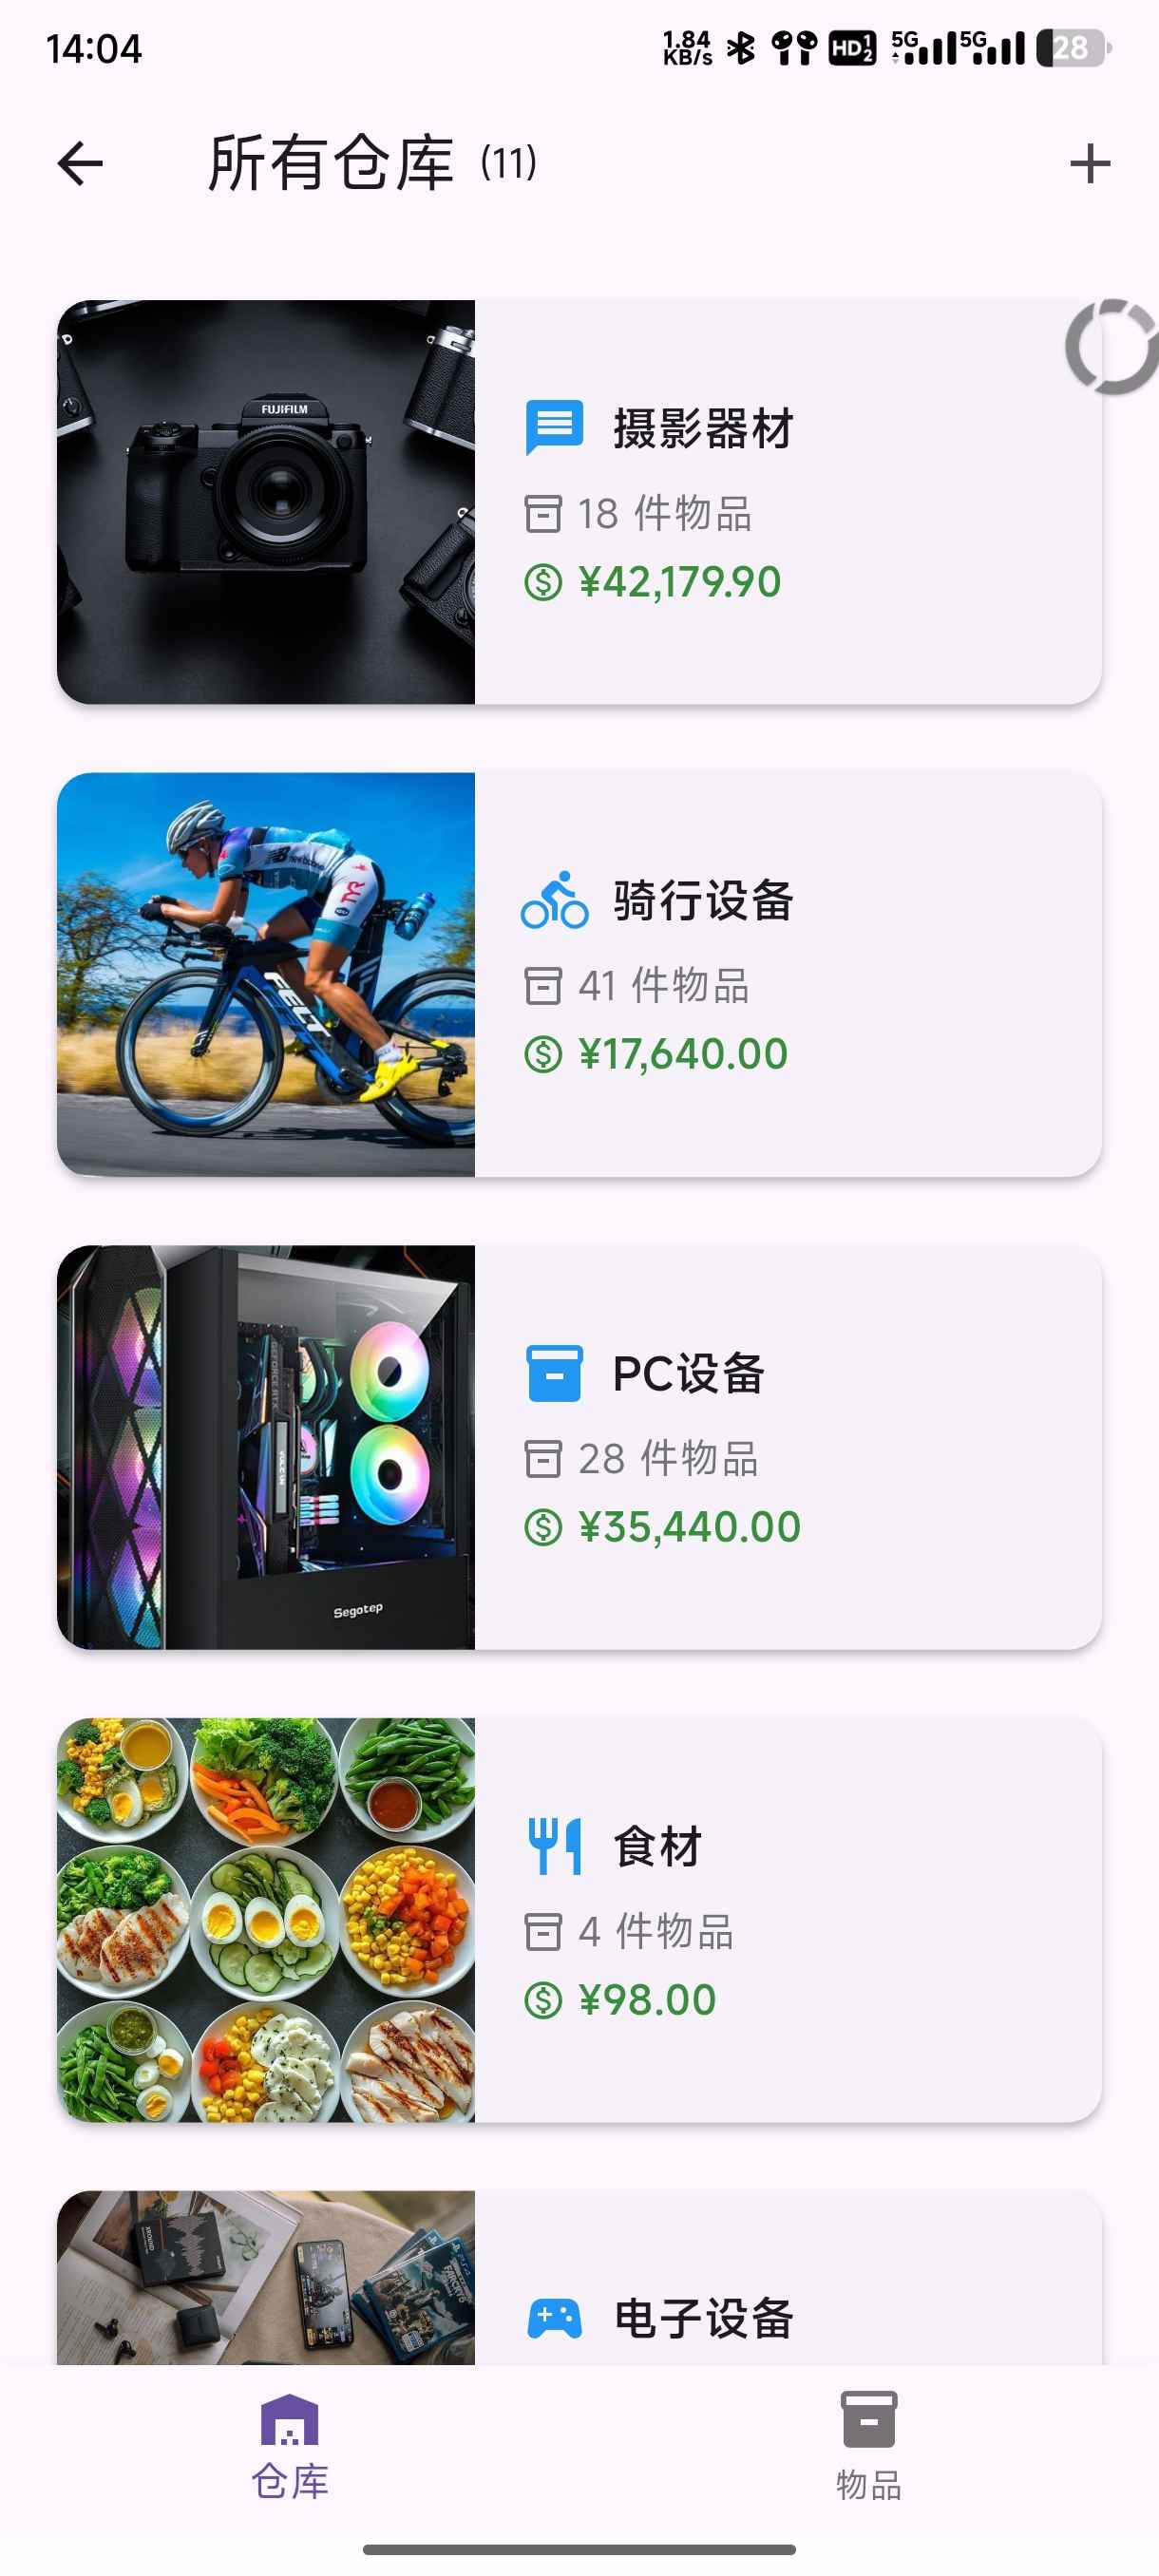 14:04
1.84 KB/s
HD 1 2
5G
5G
28
所有仓库 (11)
FUJIFILM
摄影器材
18 件物品
¥42,179.90
TYR
FELT
骑行设备
41 件物品
¥17,640.00
Segotep
PC设备
28 件物品
¥35,440.00
食材
4 件物品
¥98.00
电子设备
仓库
物品